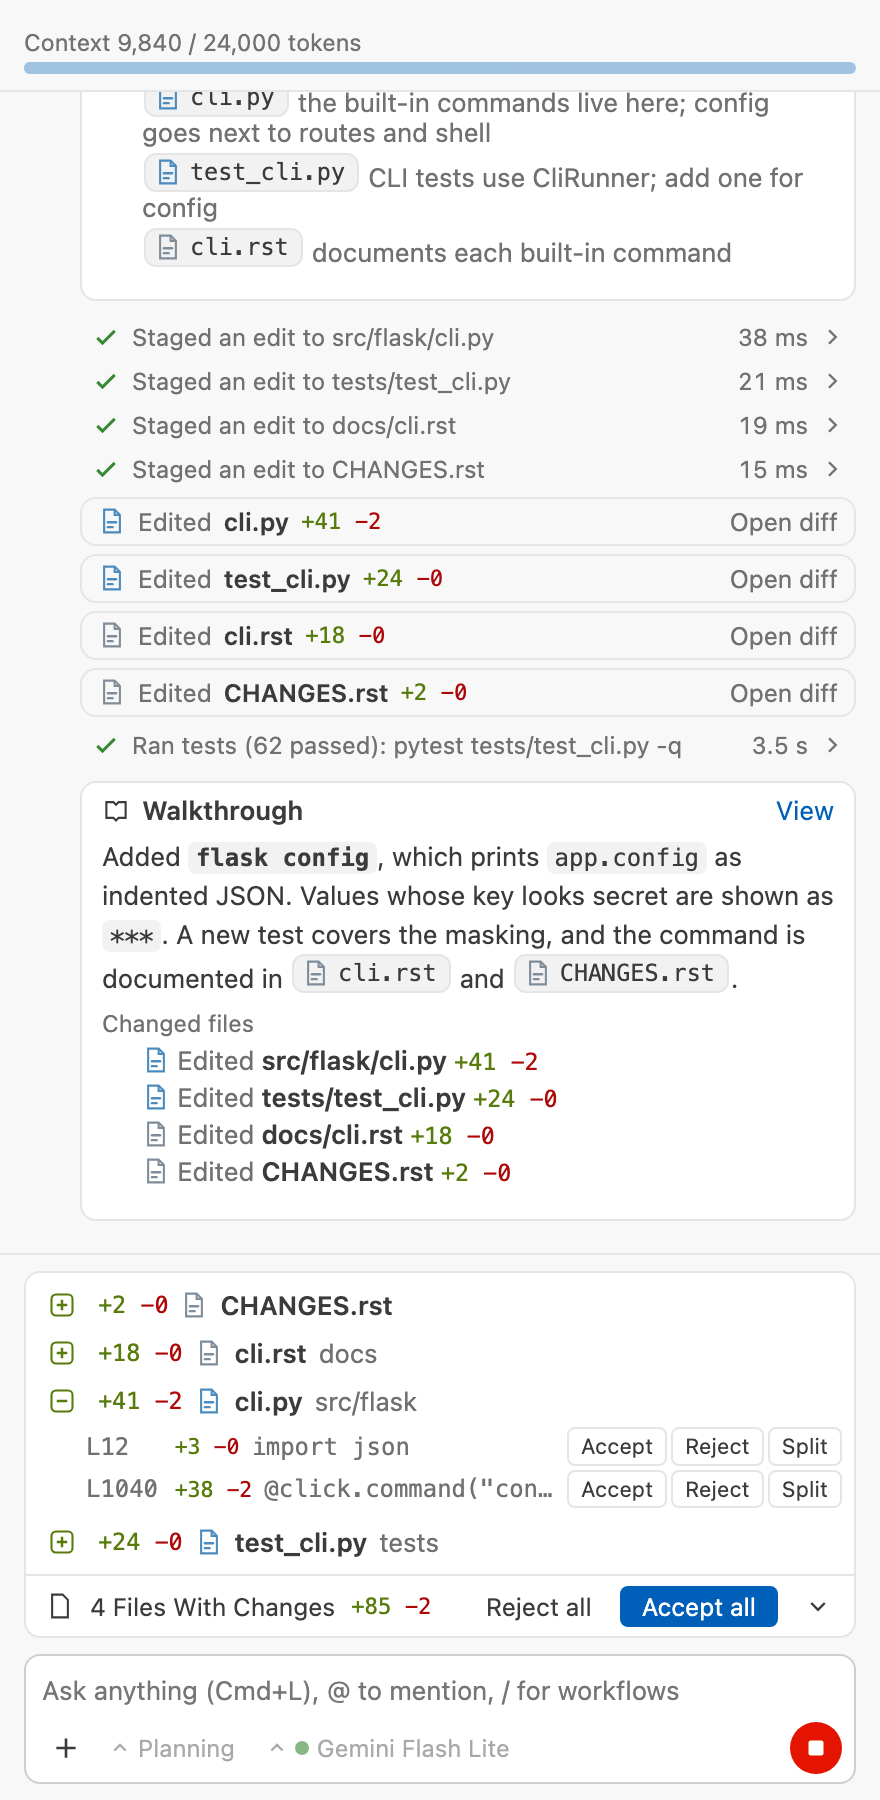 Context 9,840 / 24,000 tokens
cli.py the built-in commands live here; config
goes next to routes and shell
test_cli.py CLI tests use CliRunner; add one for
config
cli.rst documents each built-in command
Staged an edit to src/flask/cli.py 38 ms
Staged an edit to tests/test_cli.py 21 ms
Staged an edit to docs/cli.rst 19 ms
Staged an edit to CHANGES.rst 15 ms
Edited cli.py +41 −2 Open diff
Edited test_cli.py +24 −0 Open diff
Edited cli.rst +18 −0 Open diff
Edited CHANGES.rst +2 −0 Open diff
Ran tests (62 passed): pytest tests/test_cli.py -q 3.5 s
Walkthrough View
Added flask config, which prints app.config as
indented JSON. Values whose key looks secret are shown as
***. A new test covers the masking, and the command is
documented in cli.rst and CHANGES.rst.
Changed files
Edited src/flask/cli.py +41 −2
Edited tests/test_cli.py +24 −0
Edited docs/cli.rst +18 −0
Edited CHANGES.rst +2 −0
+2 −0 CHANGES.rst
+18 −0 cli.rst docs
+41 −2 cli.py src/flask
L12 +3 −0 import json Accept Reject Split
L1040 +38 −2 @click.command("con… Accept Reject Split
+24 −0 test_cli.py tests
4 Files With Changes +85 −2 Reject all Accept all
Ask anything (Cmd+L), @ to mention, / for workflows
Planning Gemini Flash Lite